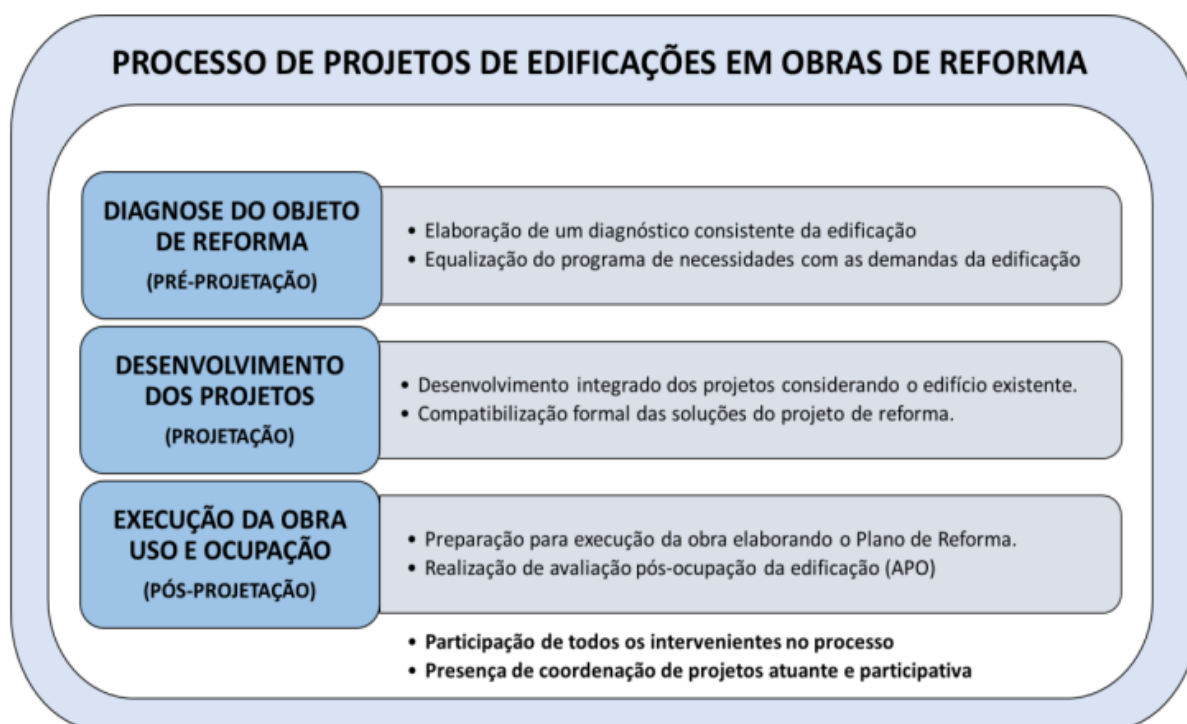 PROCESSO DE PROJETOS DE EDIFICAÇÕES EM OBRAS DE REFORMA
DIAGNOSE DO OBJETO
DE REFORMA
(PRÉ-PROJETAÇÃO)
• Elaboração de um diagnóstico consistente da edificação
• Equalização do programa de necessidades com as demandas da edificação
DESENVOLVIMENTO
DOS PROJETOS
(PROJETAÇÃO)
• Desenvolvimento integrado dos projetos considerando o edifício existente.
• Compatibilização formal das soluções do projeto de reforma.
EXECUÇÃO DA OBRA
USO E OCUPAÇÃO
(PÓS-PROJETAÇÃO)
• Preparação para execução da obra elaborando o Plano de Reforma.
• Realização de avaliação pós-ocupação da edificação (APO)
• Participação de todos os intervenientes no processo
• Presença de coordenação de projetos atuante e participativa